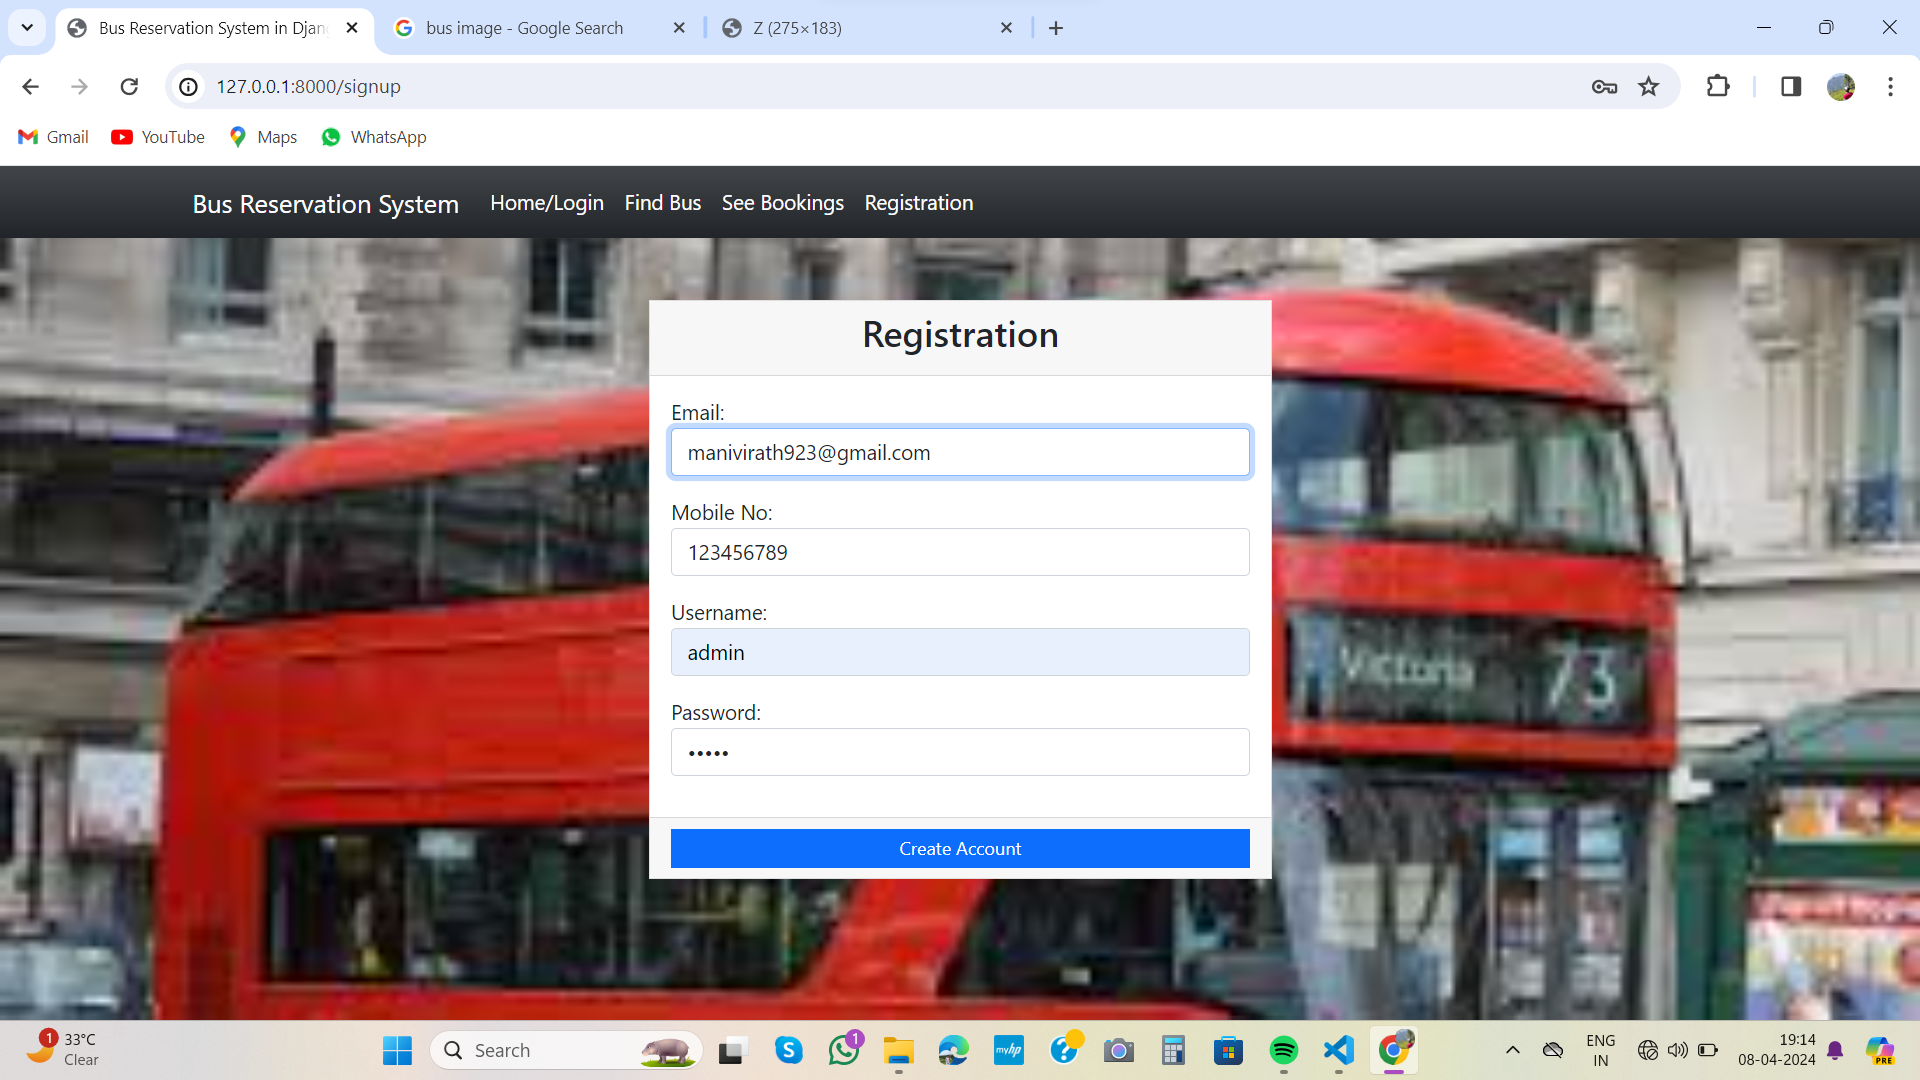 Bus Reservation System in Djan
bus image - Google Search
Z (275×183)
127.0.0.1:8000/signup
Gmail
YouTube
Maps
WhatsApp
Bus Reservation System
Home/Login
Find Bus
See Bookings
Registration
Registration
Email:
manivirath923@gmail.com
Mobile No:
123456789
Username:
admin
Password:
•••••
Create Account
Victoria 73
1
33°C
Clear
Search
S
1
myhp
?
PRE
ENG
IN
19:14
08-04-2024